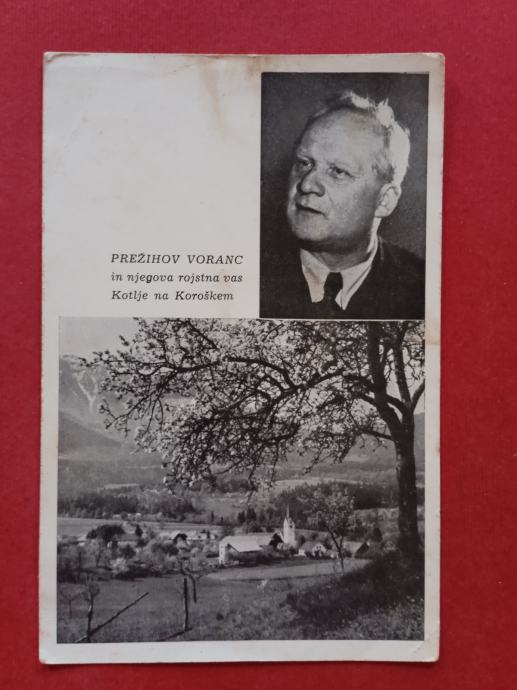 PREŽIHOV VORANC
in njegova rojstna vas
Kotlje na Koroškem